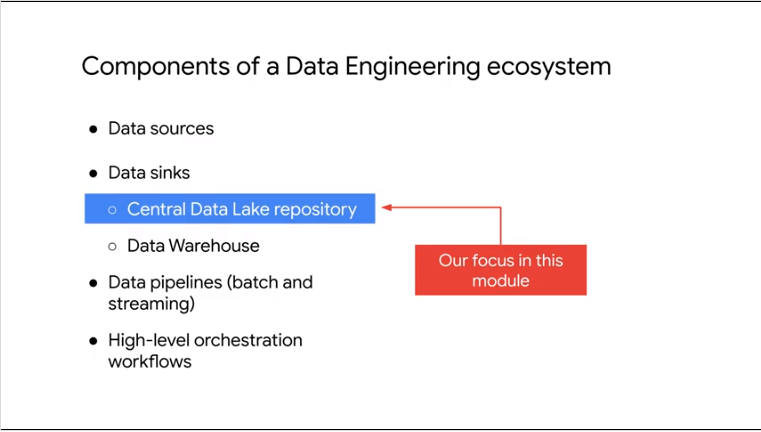 Components of a Data Engineering ecosystem
● Data sources
● Data sinks
○ Central Data Lake repository
○ Data Warehouse
Our focus in this
module
● Data pipelines (batch and
streaming)
● High-level orchestration
workflows